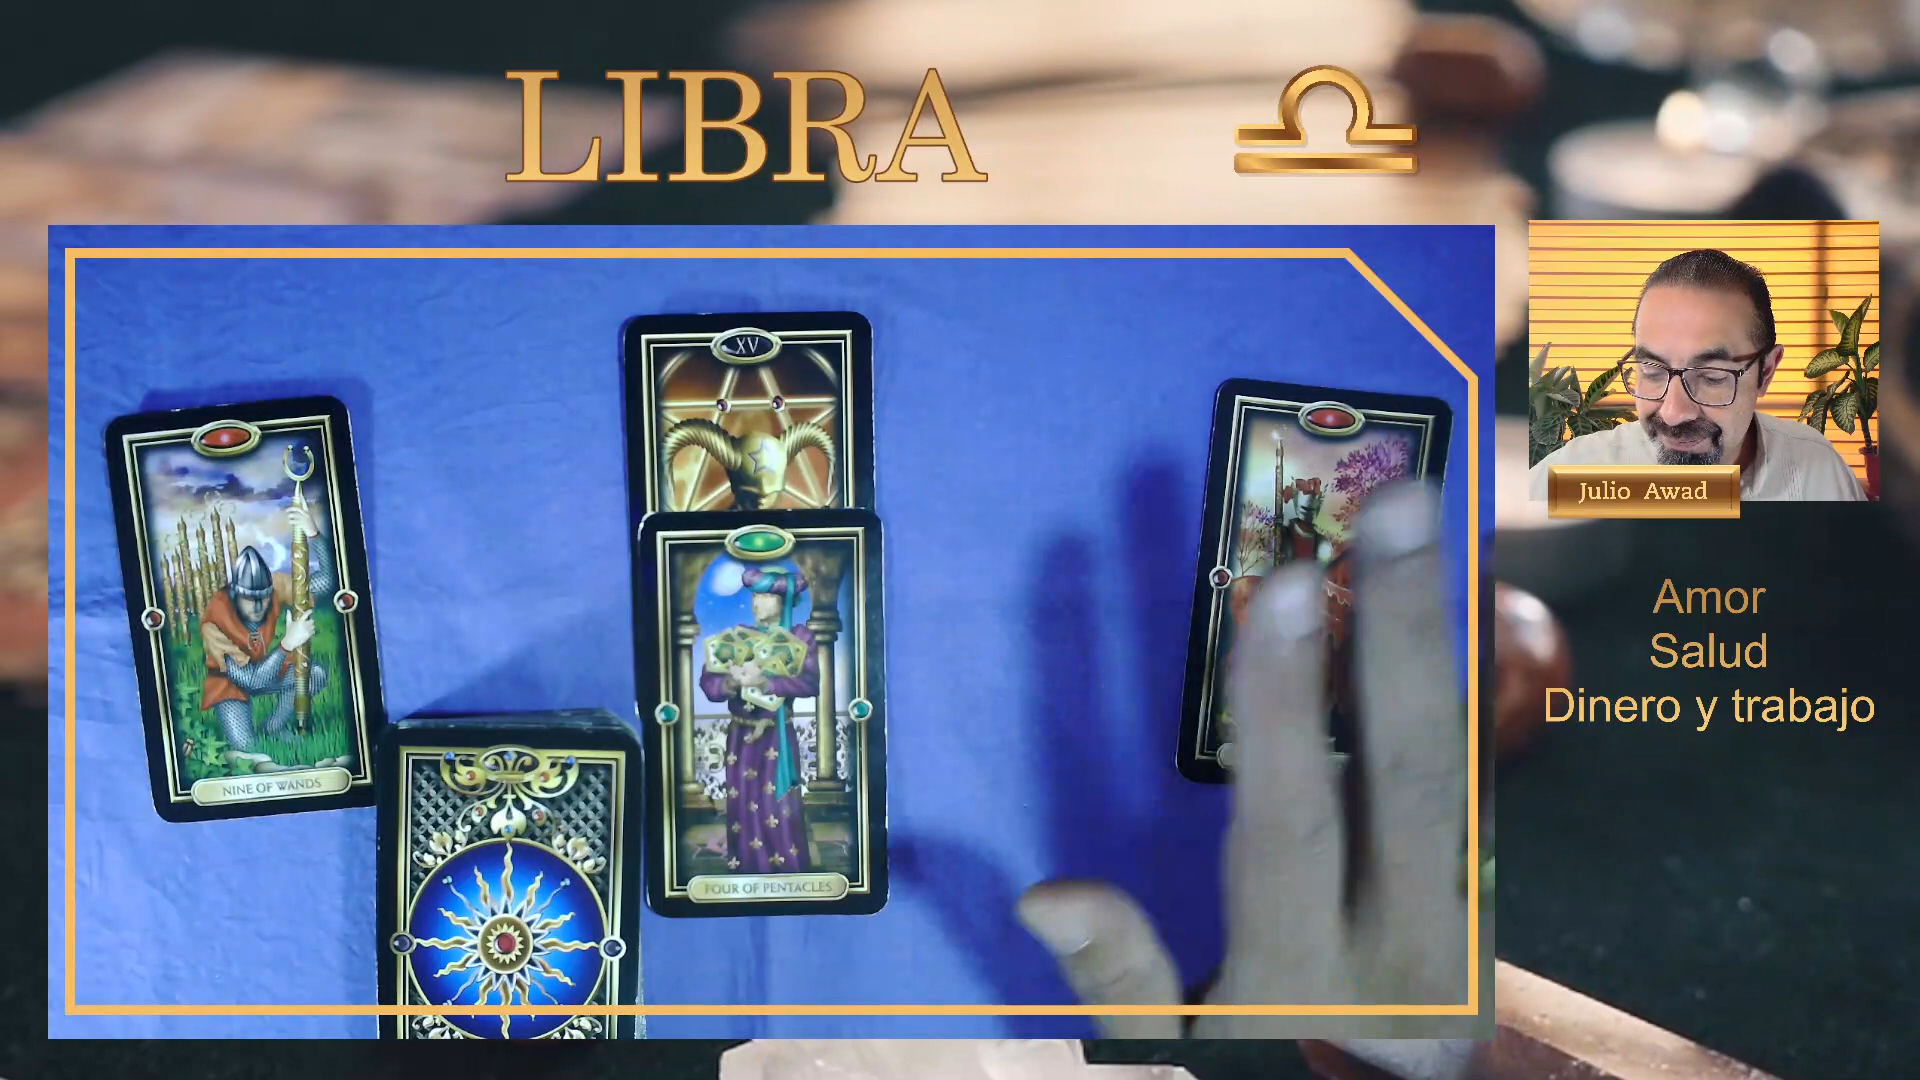 LIBRA
XV
NINE OF WANDS
FOUR OF PENTACLES
Julio Awad
Amor
Salud
Dinero y trabajo